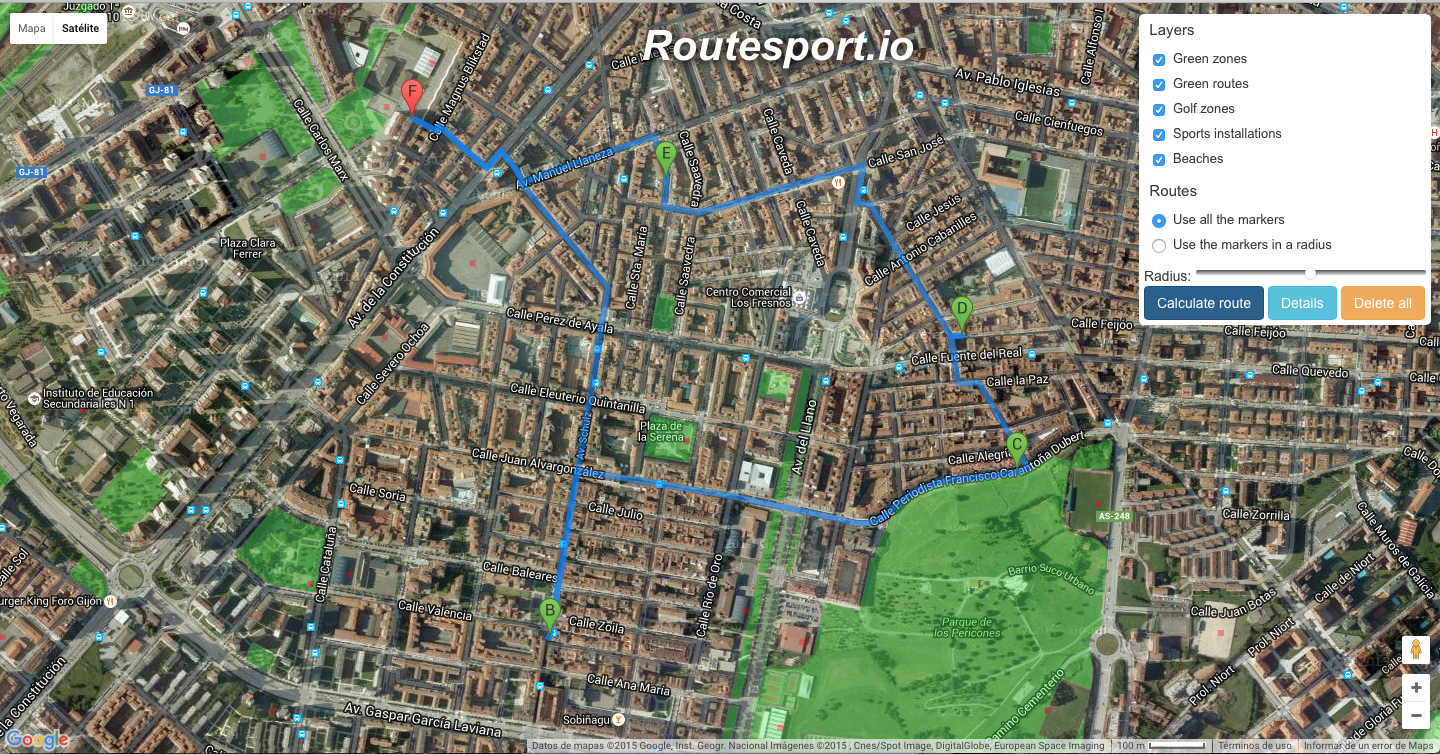 Juzgado
10
Mapa
Satélite
Routesport.io
GJ-81
GJ-81
Calle Carlos Marx
Calle Magnus Blikstad
Av. Pablo Iglesias
Calle Alfonso I
Calle Cienfuegos
Calle San José
Calle Caveda
Calle Saavedra
Av. Manuel Llaneza
F
E
Plaza Clara
Ferrer
Av. de la Constitución
Calle Sta. María
Calle Saavedra
Calle Caveda
Calle Jesús
Calle Antonio Cabanilles
Centro Comercial
Los Fresnos
D
Calle Pérez de Ayala
Calle Severo Ochoa
Calle Feijóo
Calle Feijóo
Calle Fuente del Real
Calle la Paz
Calle Quevedo
Instituto de Educación
Secundaria Ies N 1
Calle Eleuterio Quintanilla
Plaza de
la Serena
Av. Schulz
Av. del Llano
C
Calle Alegría
Calle Periodista Francisco Carantoña Dubert
Calle Juan Alvargonzález
Calle Soria
Calle Julio
AS-248
Calle Zorrilla
Calle Muros de Galicia
Calle Cataluña
Calle Baleares
Calle Río de Oro
Barrio Suco Urbano
Calle de Niort
Calle Sol
urger King Foro Gijón
Calle Valencia
B
Calle Zoila
Parque de
los Pericones
Calle Juan Botas
Prol. Niort
Prol. Niort
Calle Ana María
Camino Cementerio
Av. Gaspar García Laviana
Sobiñagu
la Constitución
Google
Layers
Green zones
Green routes
Golf zones
Sports installations
Beaches
Routes
Use all the markers
Use the markers in a radius
Radius:
Calculate route
Details
Delete all
H
+
−
Datos de mapas ©2015 Google, Inst. Geogr. Nacional Imágenes ©2015 , Cnes/Spot Image, DigitalGlobe, European Space Imaging
100 m
Términos de uso
Informar de un error de Maps